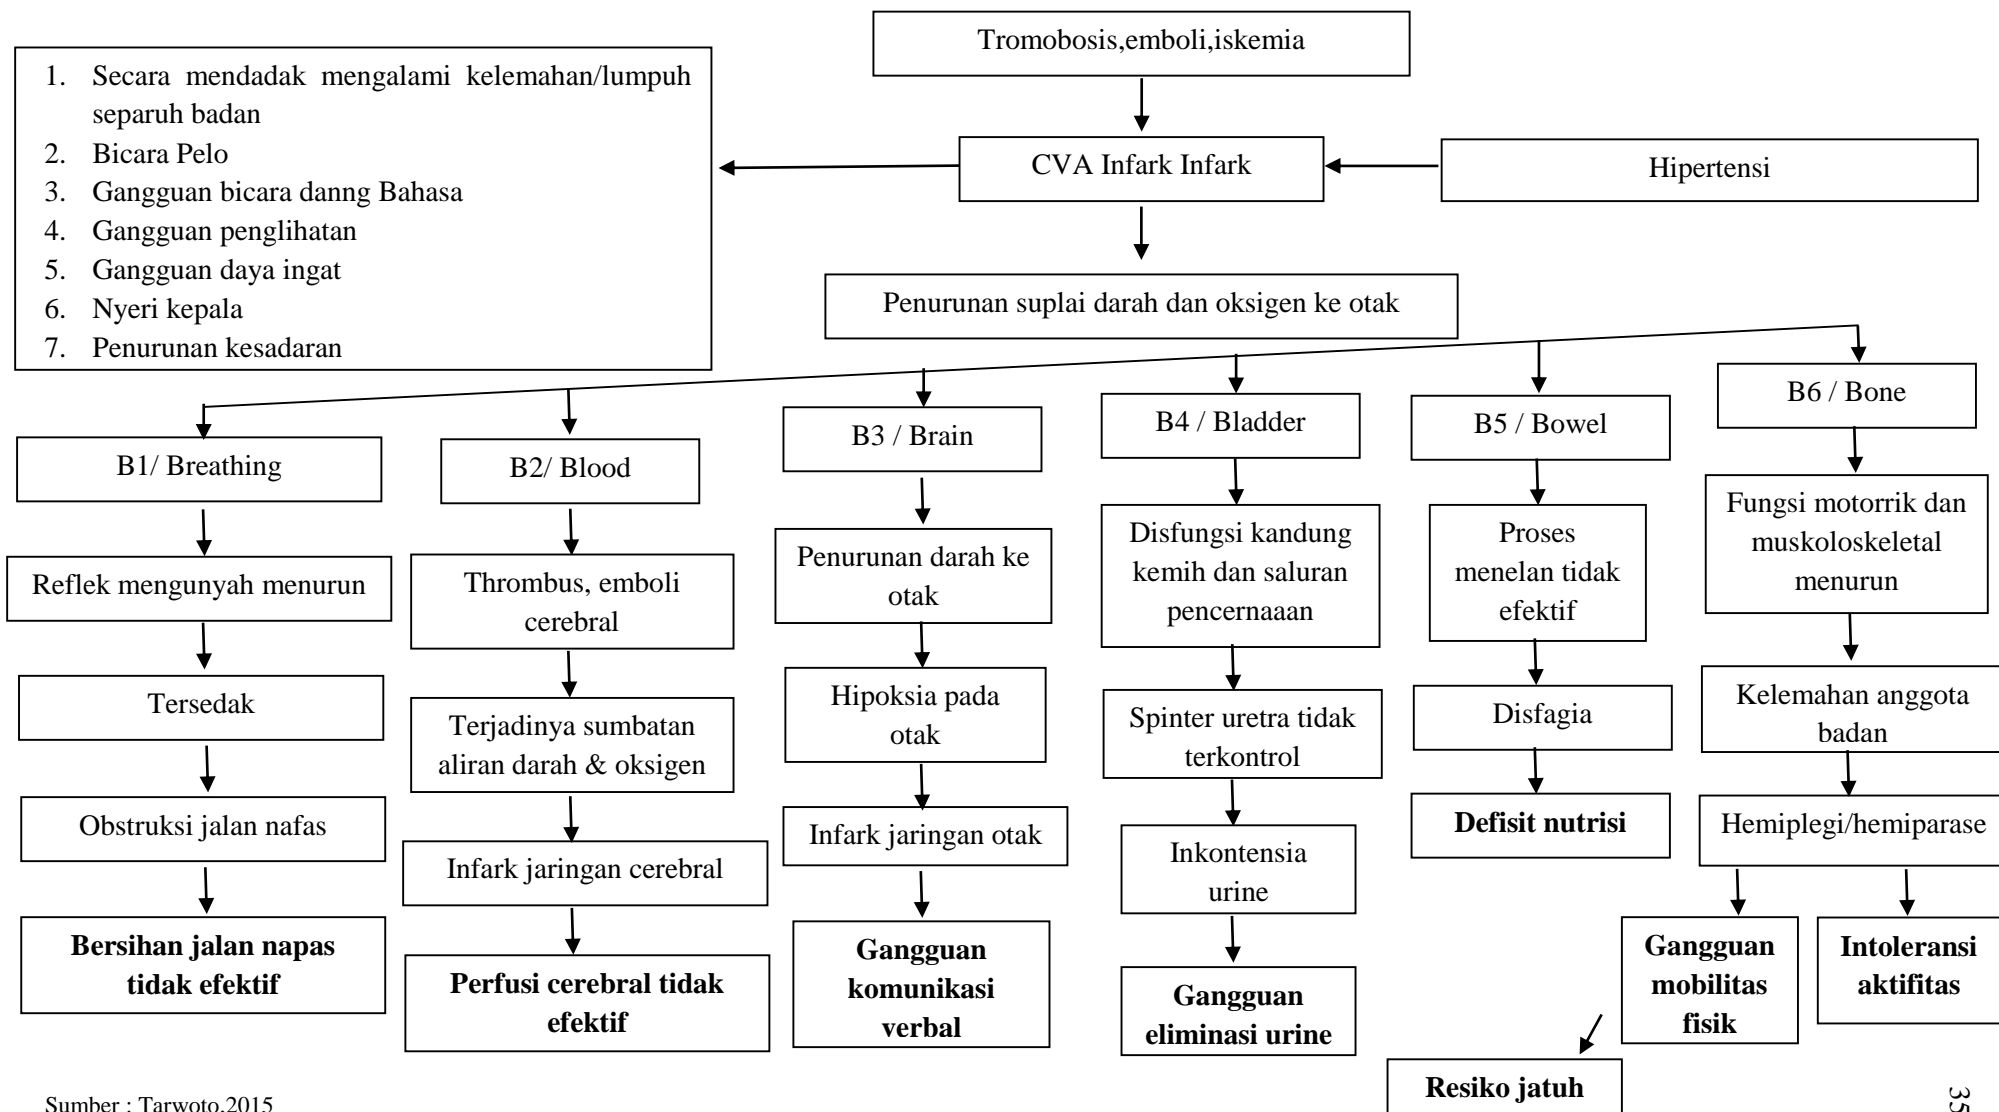 Tromobosis,emboli,iskemia
1. Secara mendadak mengalami kelemahan/lumpuh
separuh badan
2. Bicara Pelo
3. Gangguan bicara danng Bahasa
4. Gangguan penglihatan
5. Gangguan daya ingat
6. Nyeri kepala
7. Penurunan kesadaran
CVA Infark Infark
Hipertensi
Penurunan suplai darah dan oksigen ke otak
B1/ Breathing
Reflek mengunyah menurun
Tersedak
Obstruksi jalan nafas
Bersihan jalan napas
tidak efektif
B2/ Blood
Thrombus, emboli
cerebral
Terjadinya sumbatan
aliran darah & oksigen
Infark jaringan cerebral
Perfusi cerebral tidak
efektif
B3 / Brain
Penurunan darah ke
otak
Hipoksia pada
otak
Infark jaringan otak
Gangguan
komunikasi
verbal
B4 / Bladder
Disfungsi kandung
kemih dan saluran
pencernaaan
Spinter uretra tidak
terkontrol
Inkontensia
urine
Gangguan
eliminasi urine
B5 / Bowel
Proses
menelan tidak
efektif
Disfagia
Defisit nutrisi
B6 / Bone
Fungsi motorrik dan
muskoloskeletal
menurun
Kelemahan anggota
badan
Hemiplegi/hemiparase
Gangguan
mobilitas
fisik
Intoleransi
aktifitas
Resiko jatuh
Sumber : Tarwoto,2015
35